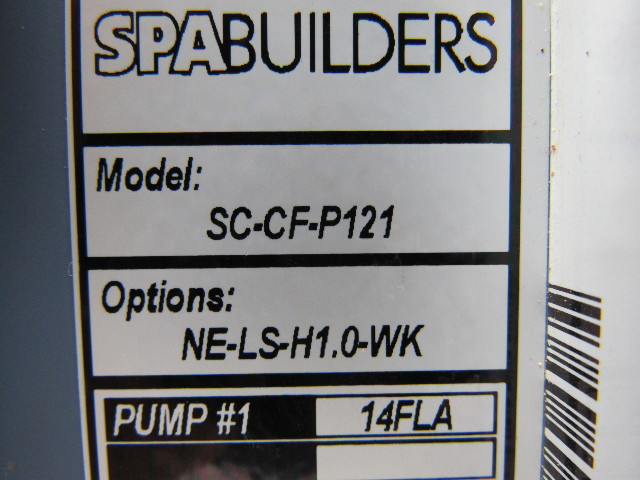 SPABUILDERS
Model:
SC-CF-P121
Options:
NE-LS-H1.0-WK
PUMP #1 14FLA